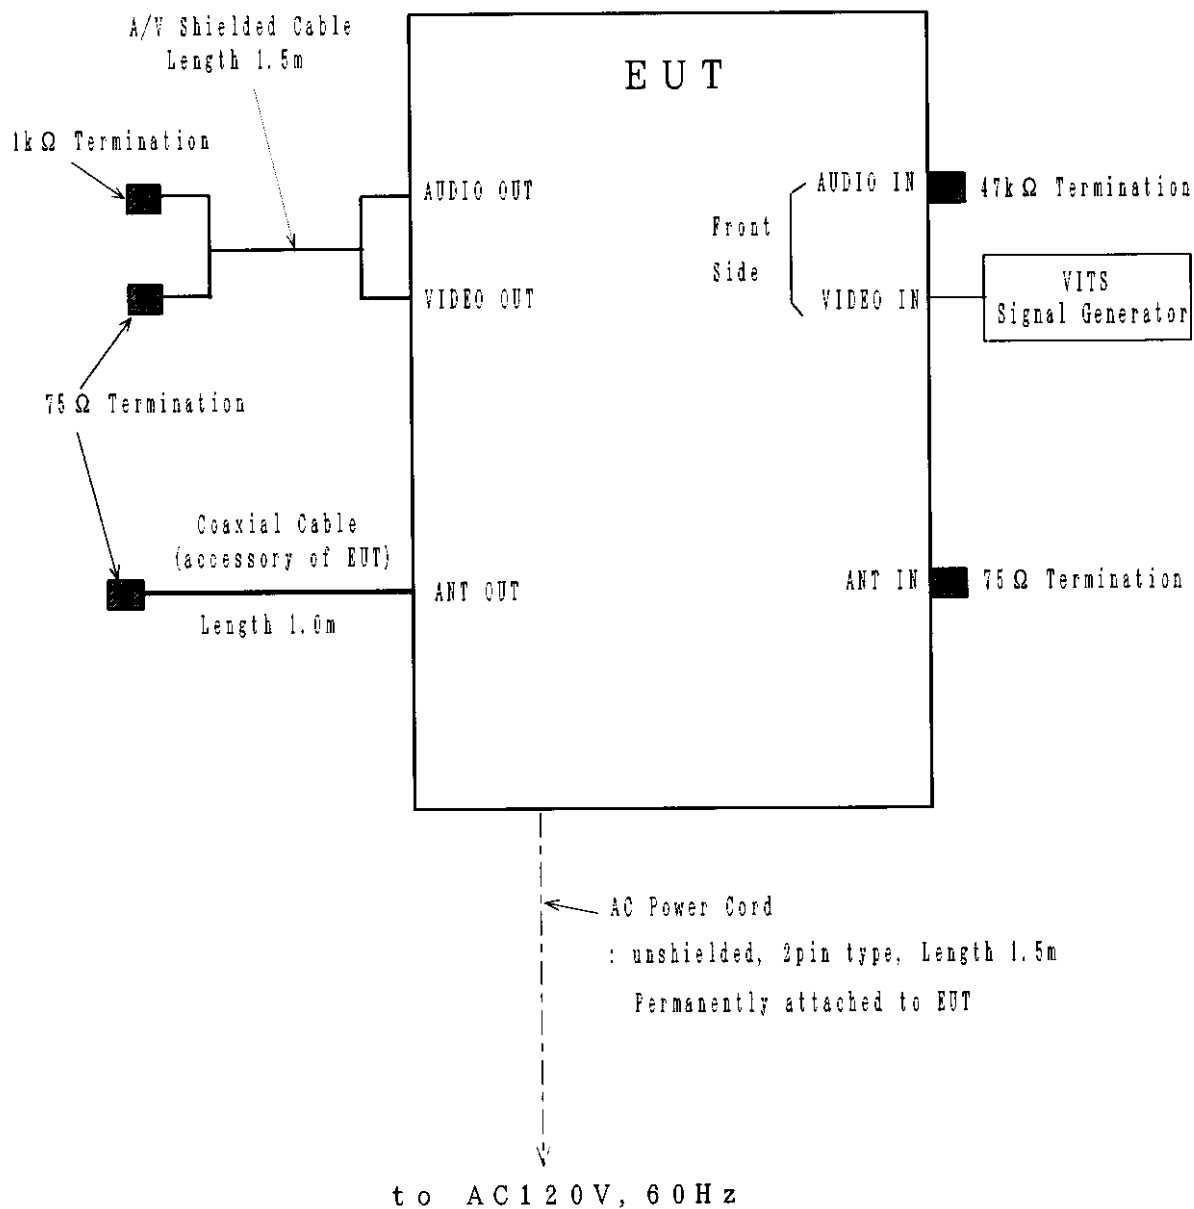 A/V Shielded Cable
Length 1.5m
EUT
1kΩ Termination
AUDIO OUT
AUDIO IN
47kΩ Termination
Front
Side
VITS
Signal Generator
VIDEO OUT
VIDEO IN
75Ω Termination
Coaxial Cable
(accessory of EUT)
ANT OUT
ANT IN
75Ω Termination
Length 1.0m
AC Power Cord
: unshielded, 2pin type, Length 1.5m
Permanently attached to EUT
to AC120V, 60Hz